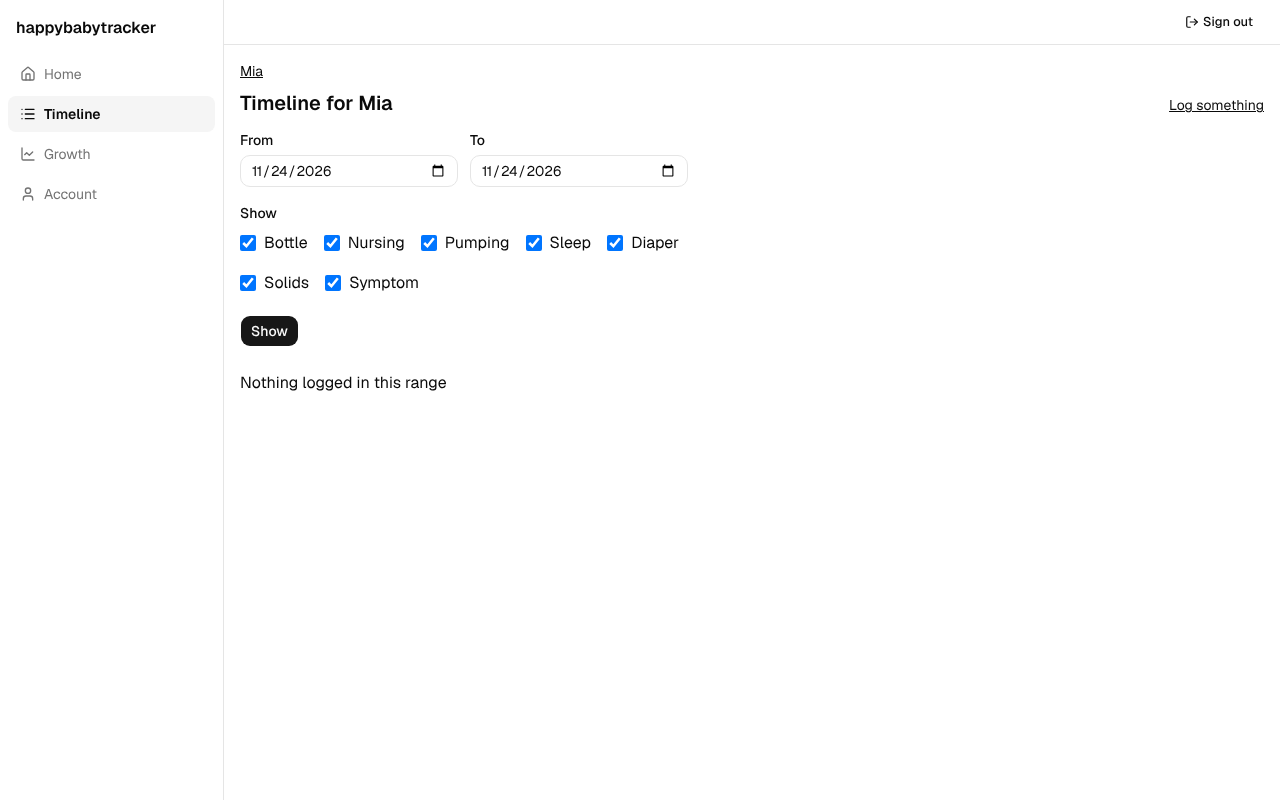 happybabytracker
Sign out
Home
Timeline
Growth
Account
Mia
Timeline for Mia
Log something
From To
11/24/2026 11/24/2026
Show
Bottle Nursing Pumping Sleep Diaper
Solids Symptom
Show
Nothing logged in this range